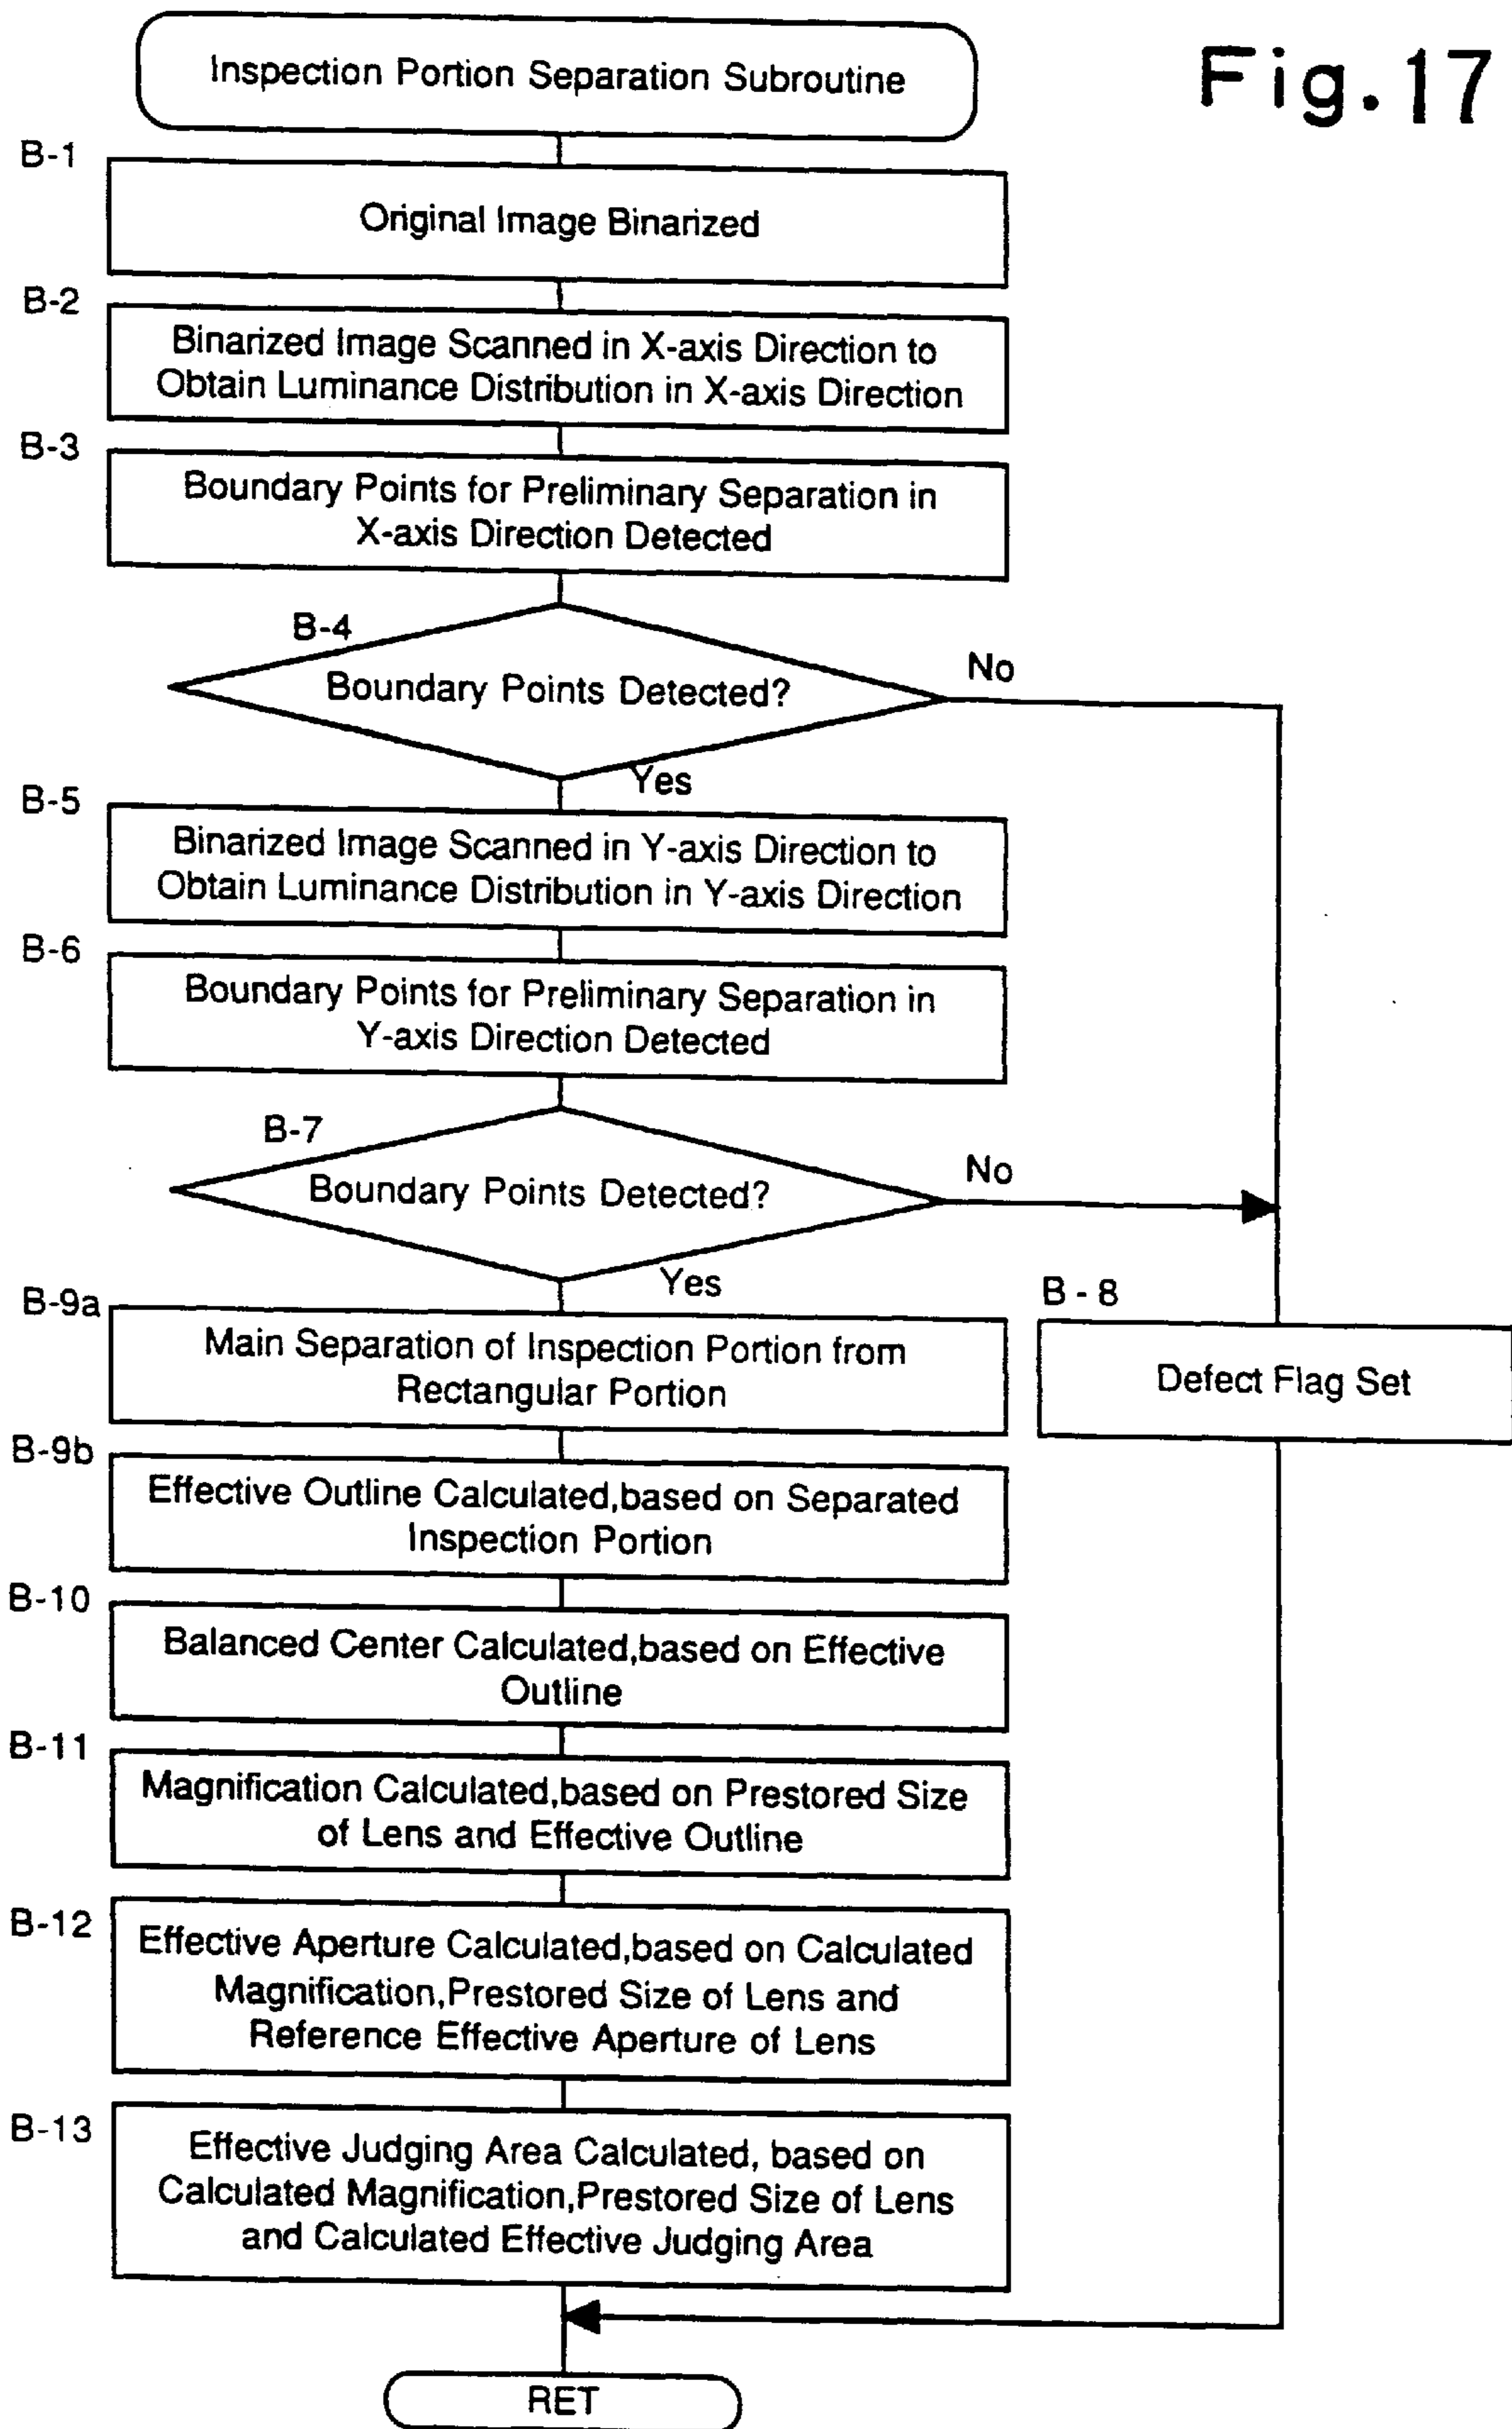 Fig.17
Inspection Portion Separation Subroutine
B-1
Original Image Binarized
B-2
Binarized Image Scanned in X-axis Direction to
Obtain Luminance Distribution in X-axis Direction
B-3
Boundary Points for Preliminary Separation in
X-axis Direction Detected
B-4
Boundary Points Detected?
No
Yes
B-5
Binarized Image Scanned in Y-axis Direction to
Obtain Luminance Distribution in Y-axis Direction
B-6
Boundary Points for Preliminary Separation in
Y-axis Direction Detected
B-7
Boundary Points Detected?
No
Yes
B-9a
Main Separation of Inspection Portion from
Rectangular Portion
B - 8
Defect Flag Set
B-9b
Effective Outline Calculated,based on Separated
Inspection Portion
B-10
Balanced Center Calculated,based on Effective
Outline
B-11
Magnification Calculated,based on Prestored Size
of Lens and Effective Outline
B-12
Effective Aperture Calculated,based on Calculated
Magnification,Prestored Size of Lens and
Reference Effective Aperture of Lens
B-13
Effective Judging Area Calculated, based on
Calculated Magnification,Prestored Size of Lens
and Calculated Effective Judging Area
RET